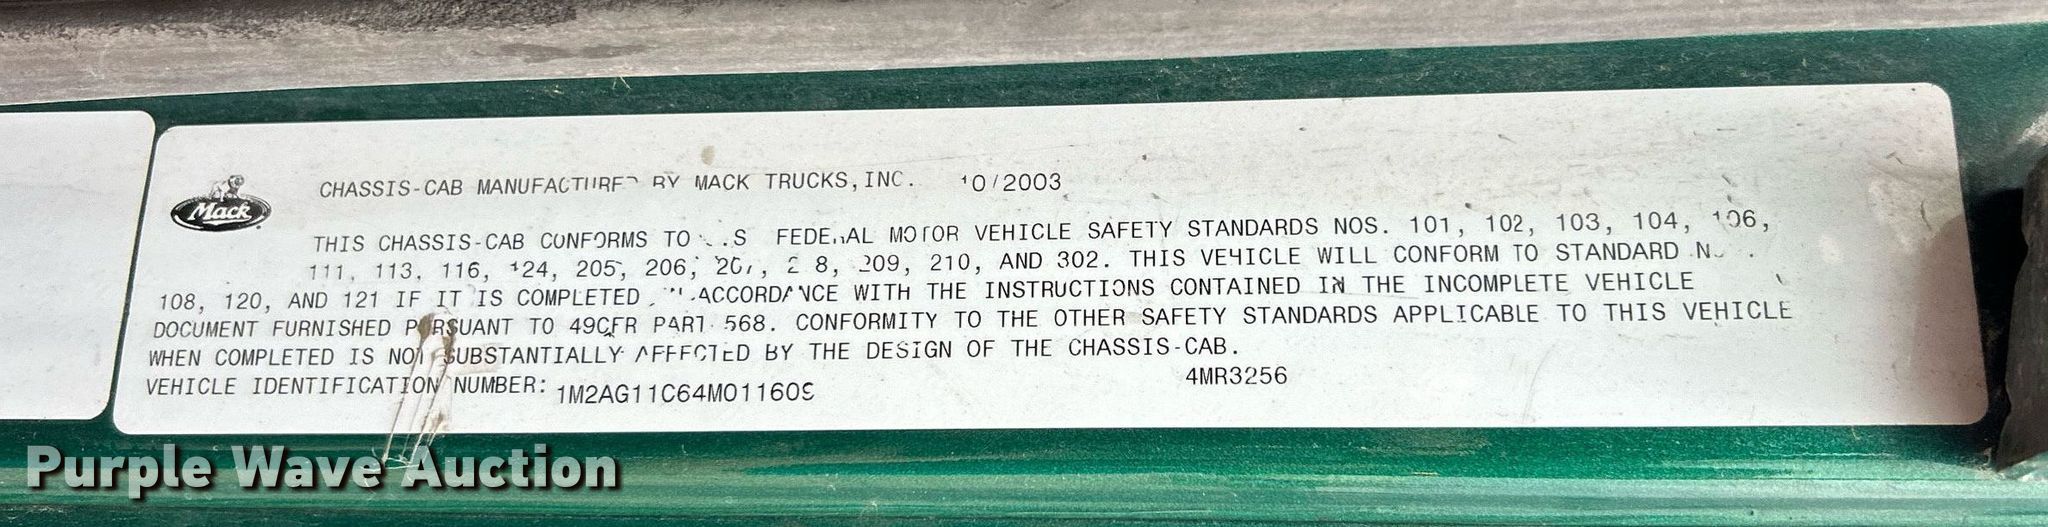 Mack
CHASSIS-CAB MANUFACTURED BY MACK TRUCKS, INC. 10/2003
THIS CHASSIS-CAB CONFORMS TO FEDERAL MOTOR VEHICLE SAFETY STANDARDS NOS. 101, 102, 103, 104, 106,
111, 113, 116, 124, 205, 206, 207, 209, 210, AND 302. THIS VEHICLE WILL CONFORM TO STANDARD
108, 120, AND 121 IF IT IS COMPLETED IN ACCORDANCE WITH THE INSTRUCTIONS CONTAINED IN THE INCOMPLETE VEHICLE
DOCUMENT FURNISHED PURSUANT TO 49CFR PART 568. CONFORMITY TO THE OTHER SAFETY STANDARDS APPLICABLE TO THIS VEHICLE
WHEN COMPLETED IS NOT SUBSTANTIALLY AFFECTED BY THE DESIGN OF THE CHASSIS-CAB.
VEHICLE IDENTIFICATION NUMBER: 1M2AG11C64M011609
4MR3256
Purple Wave Auction